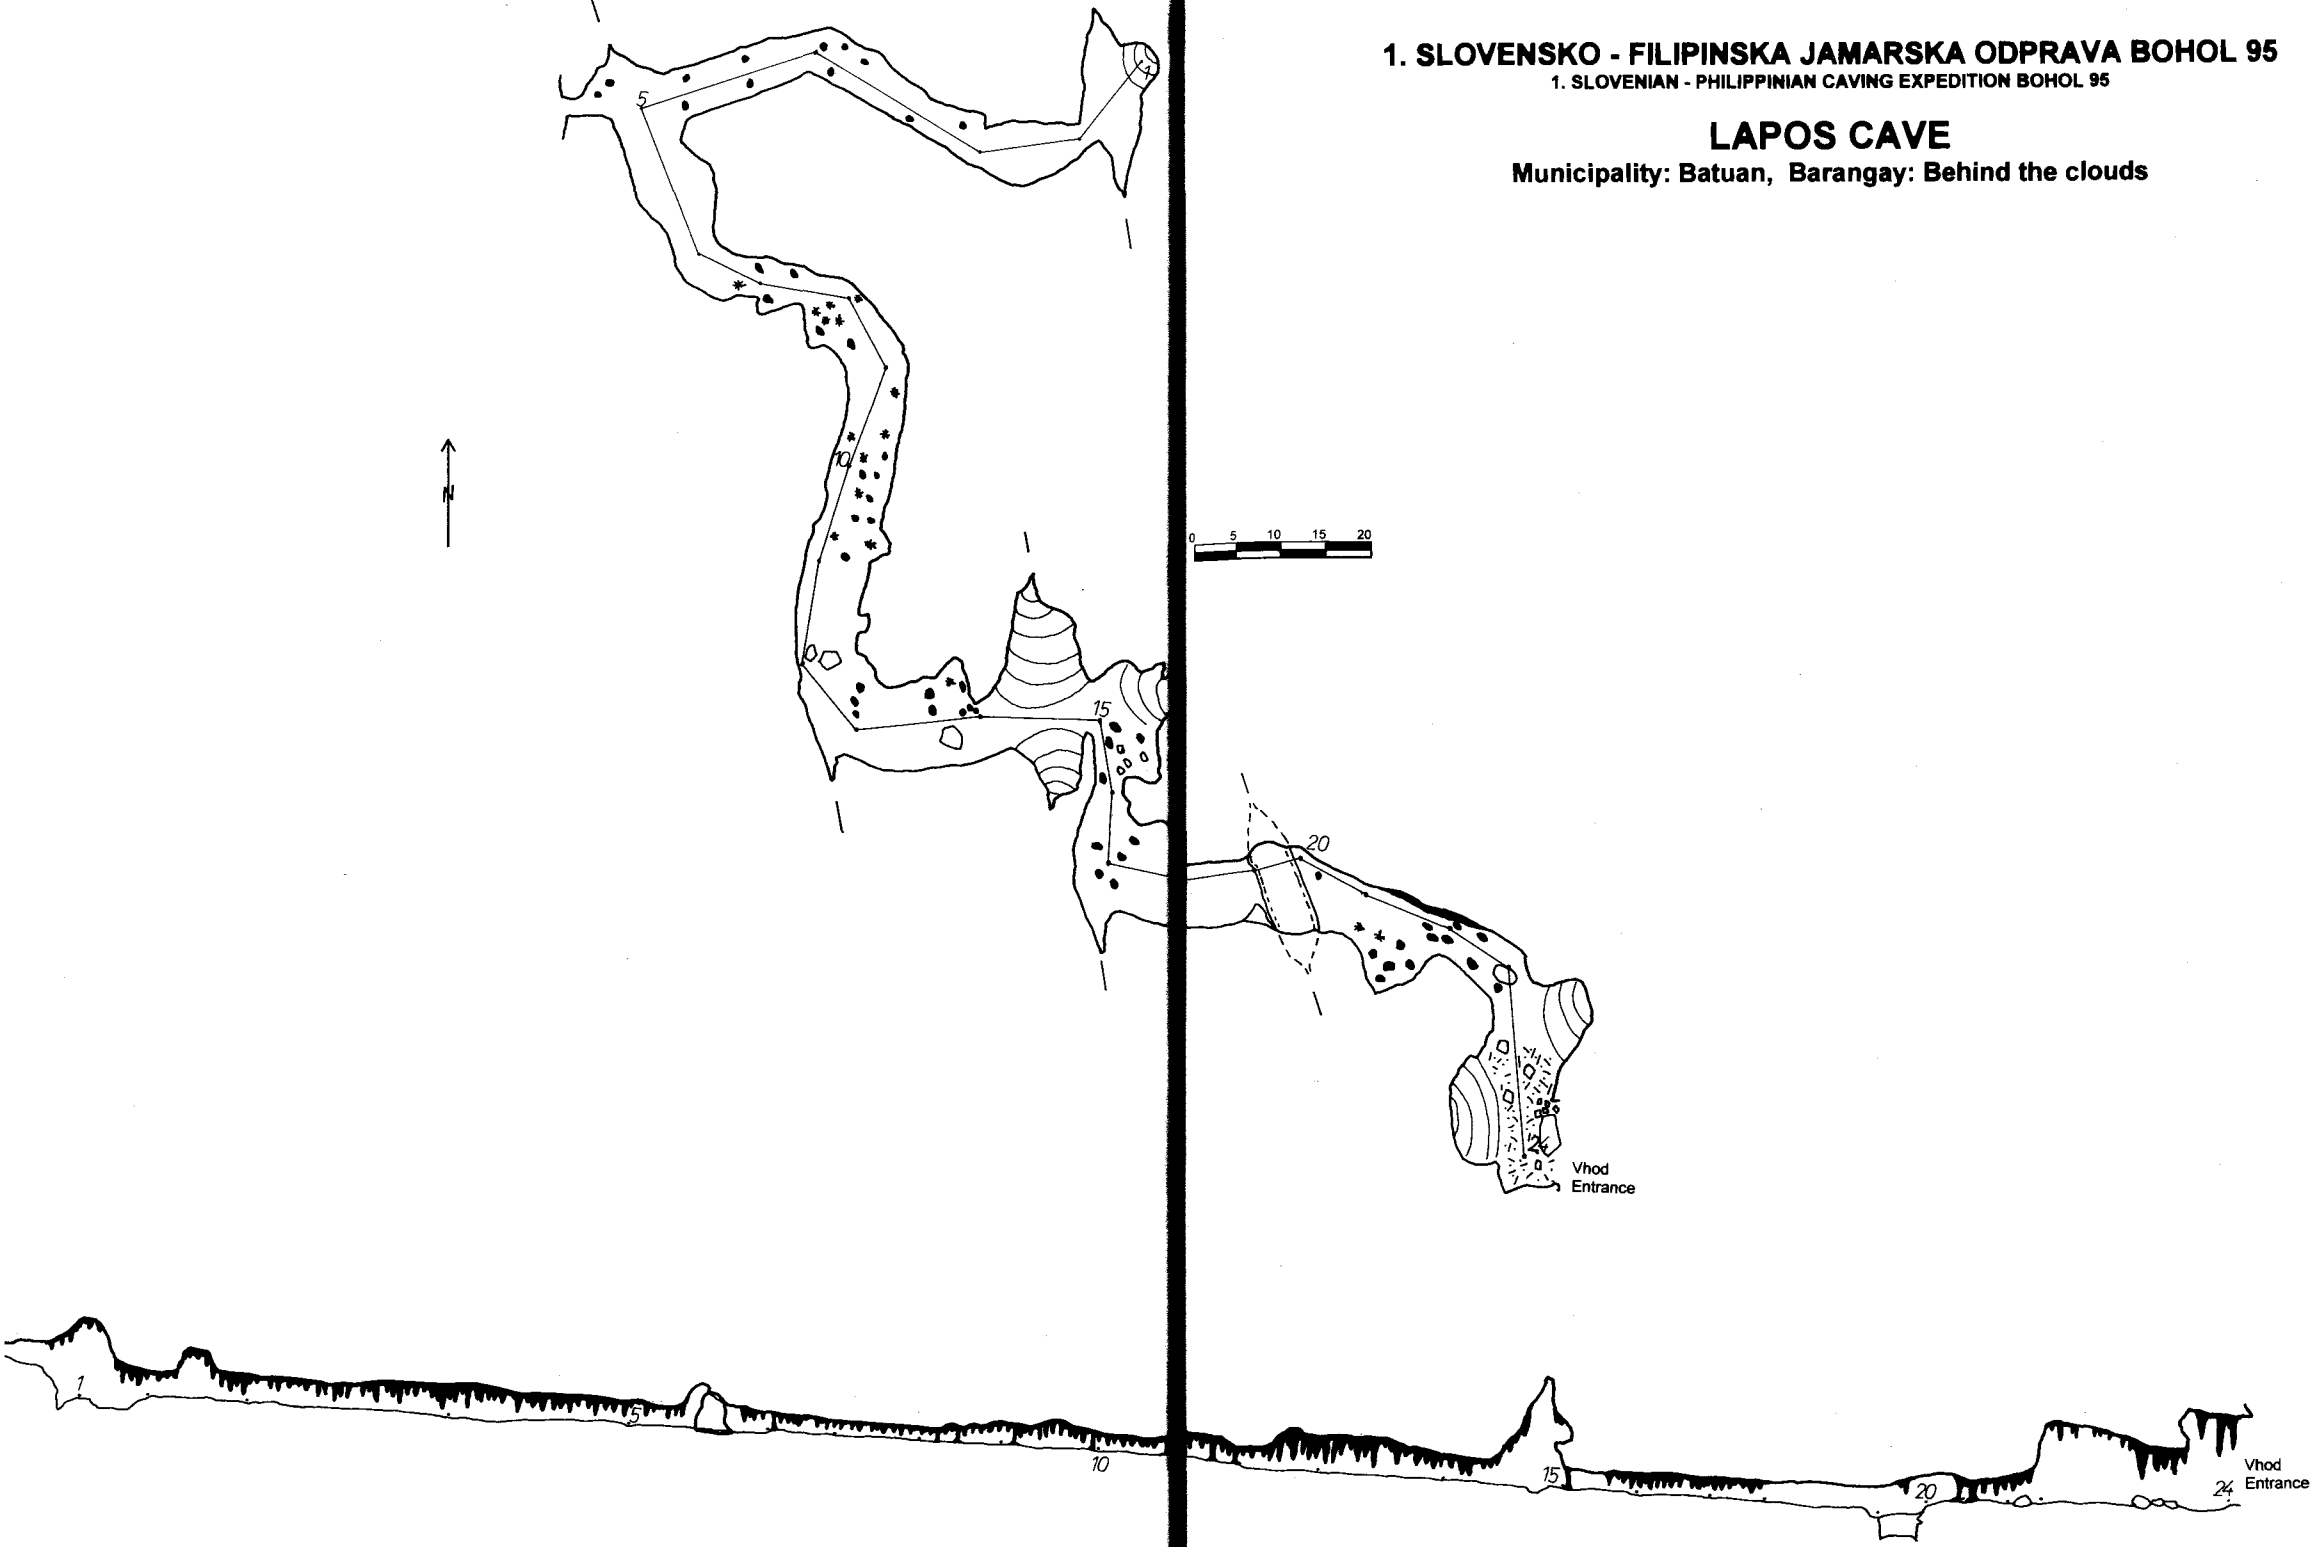 1. SLOVENSKO - FILIPINSKA JAMARSKA ODPRAVA BOHOL 95
1. SLOVENIAN - PHILIPPINIAN CAVING EXPEDITION BOHOL 95
LAPOS CAVE
Municipality: Batuan, Barangay: Behind the clouds
1
5
N
10
0 5 10 15 20
15
20
24
Vhod
Entrance
1
5
10
15
20
24
Vhod
Entrance